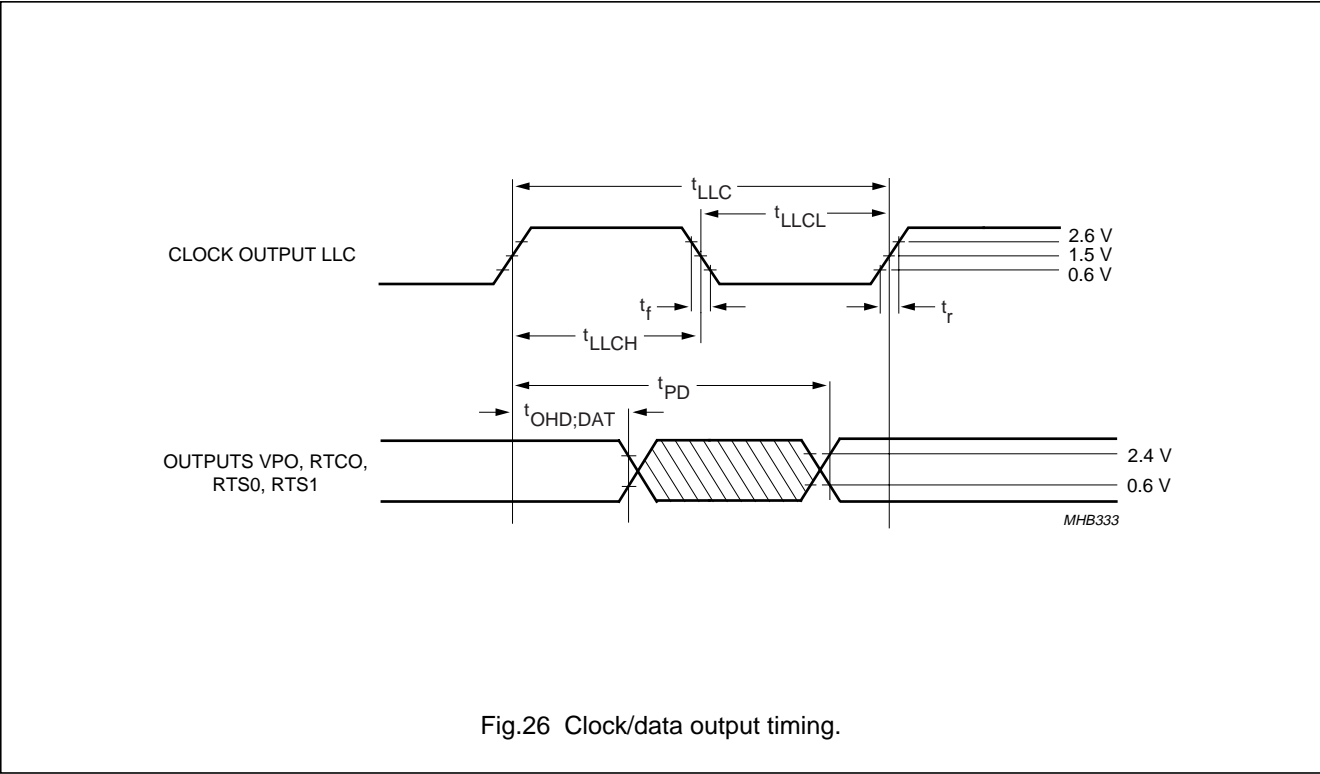 tLLC
tLLCL
CLOCK OUTPUT LLC
2.6 V
1.5 V
0.6 V
tf
tr
tLLCH
tPD
tOHD;DAT
OUTPUTS VPO, RTCO,
RTS0, RTS1
2.4 V
0.6 V
MHB333
Fig.26 Clock/data output timing.